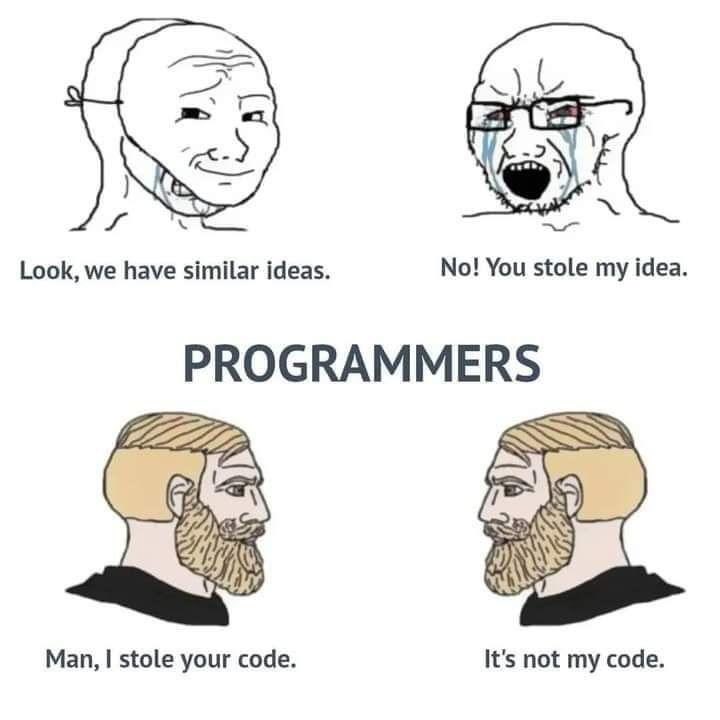 Look, we have similar ideas.
No! You stole my idea.
PROGRAMMERS
Man, I stole your code.
It's not my code.